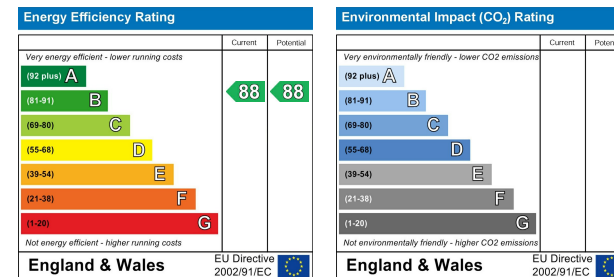 Energy Efficiency Rating
Current Potential
Very energy efficient - lower running costs
(92 plus) A
(81-91) B
88 88
(69-80) C
(55-68) D
(39-54) E
(21-38) F
(1-20) G
Not energy efficient - higher running costs
England & Wales
EU Directive
2002/91/EC
Environmental Impact (CO₂) Rating
Current Poten
Very environmentally friendly - lower CO2 emissions
(92 plus) A
(81-91) B
(69-80) C
(55-68) D
(39-54) E
(21-38) F
(1-20) G
Not environmentally friendly - higher CO2 emissions
England & Wales
EU Directive
2002/91/EC